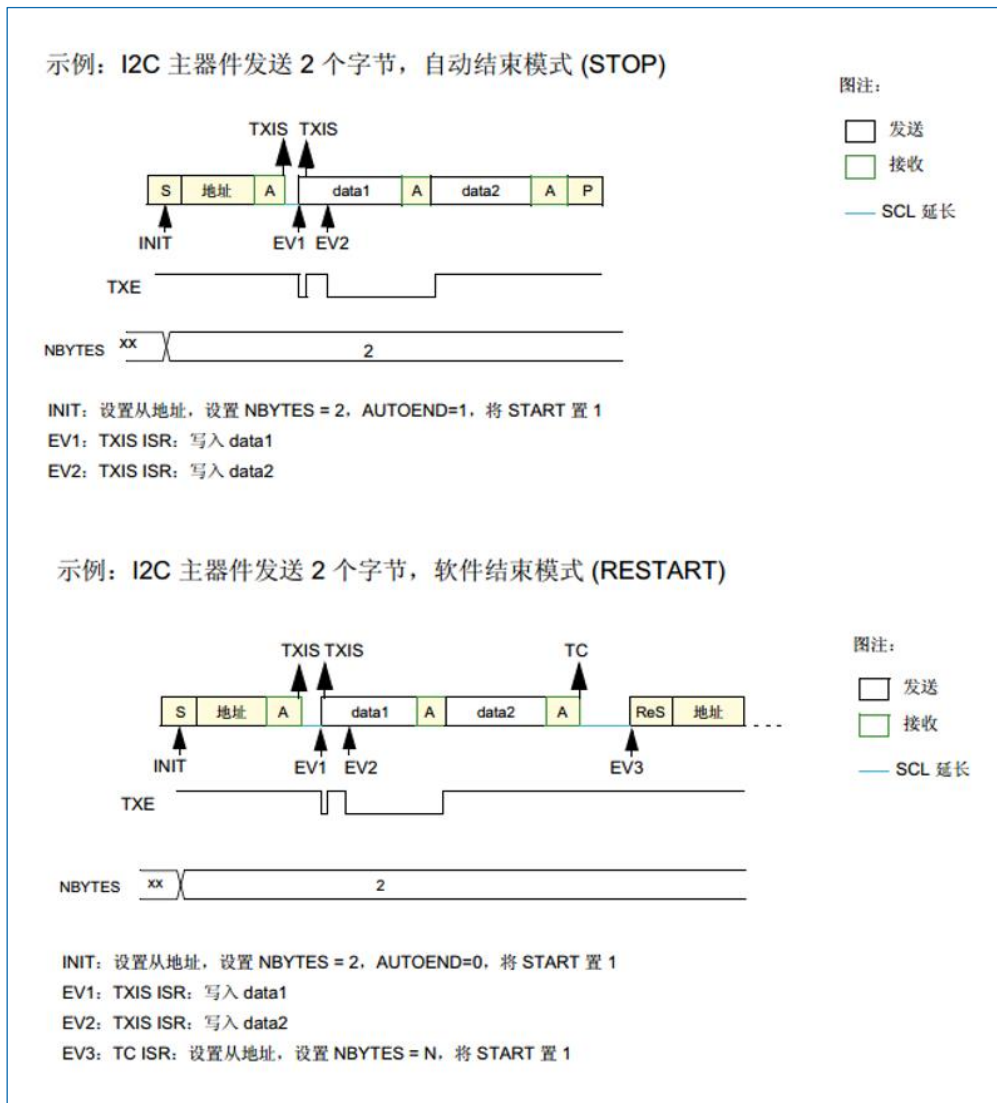 示例：I2C 主器件发送 2 个字节，自动结束模式 (STOP)
图注：
发送
接收
SCL 延长
TXIS TXIS
S 地址 A data1 A data2 A P
INIT EV1 EV2
TXE
NBYTES xx 2
INIT：设置从地址，设置 NBYTES = 2，AUTOEND=1，将 START 置 1
EV1：TXIS ISR：写入 data1
EV2：TXIS ISR：写入 data2
示例：I2C 主器件发送 2 个字节，软件结束模式 (RESTART)
图注：
发送
接收
SCL 延长
TXIS TXIS TC
S 地址 A data1 A data2 A ReS 地址
INIT EV1 EV2 EV3
TXE
NBYTES xx 2
INIT：设置从地址，设置 NBYTES = 2，AUTOEND=0，将 START 置 1
EV1：TXIS ISR：写入 data1
EV2：TXIS ISR：写入 data2
EV3：TC ISR：设置从地址，设置 NBYTES = N，将 START 置 1